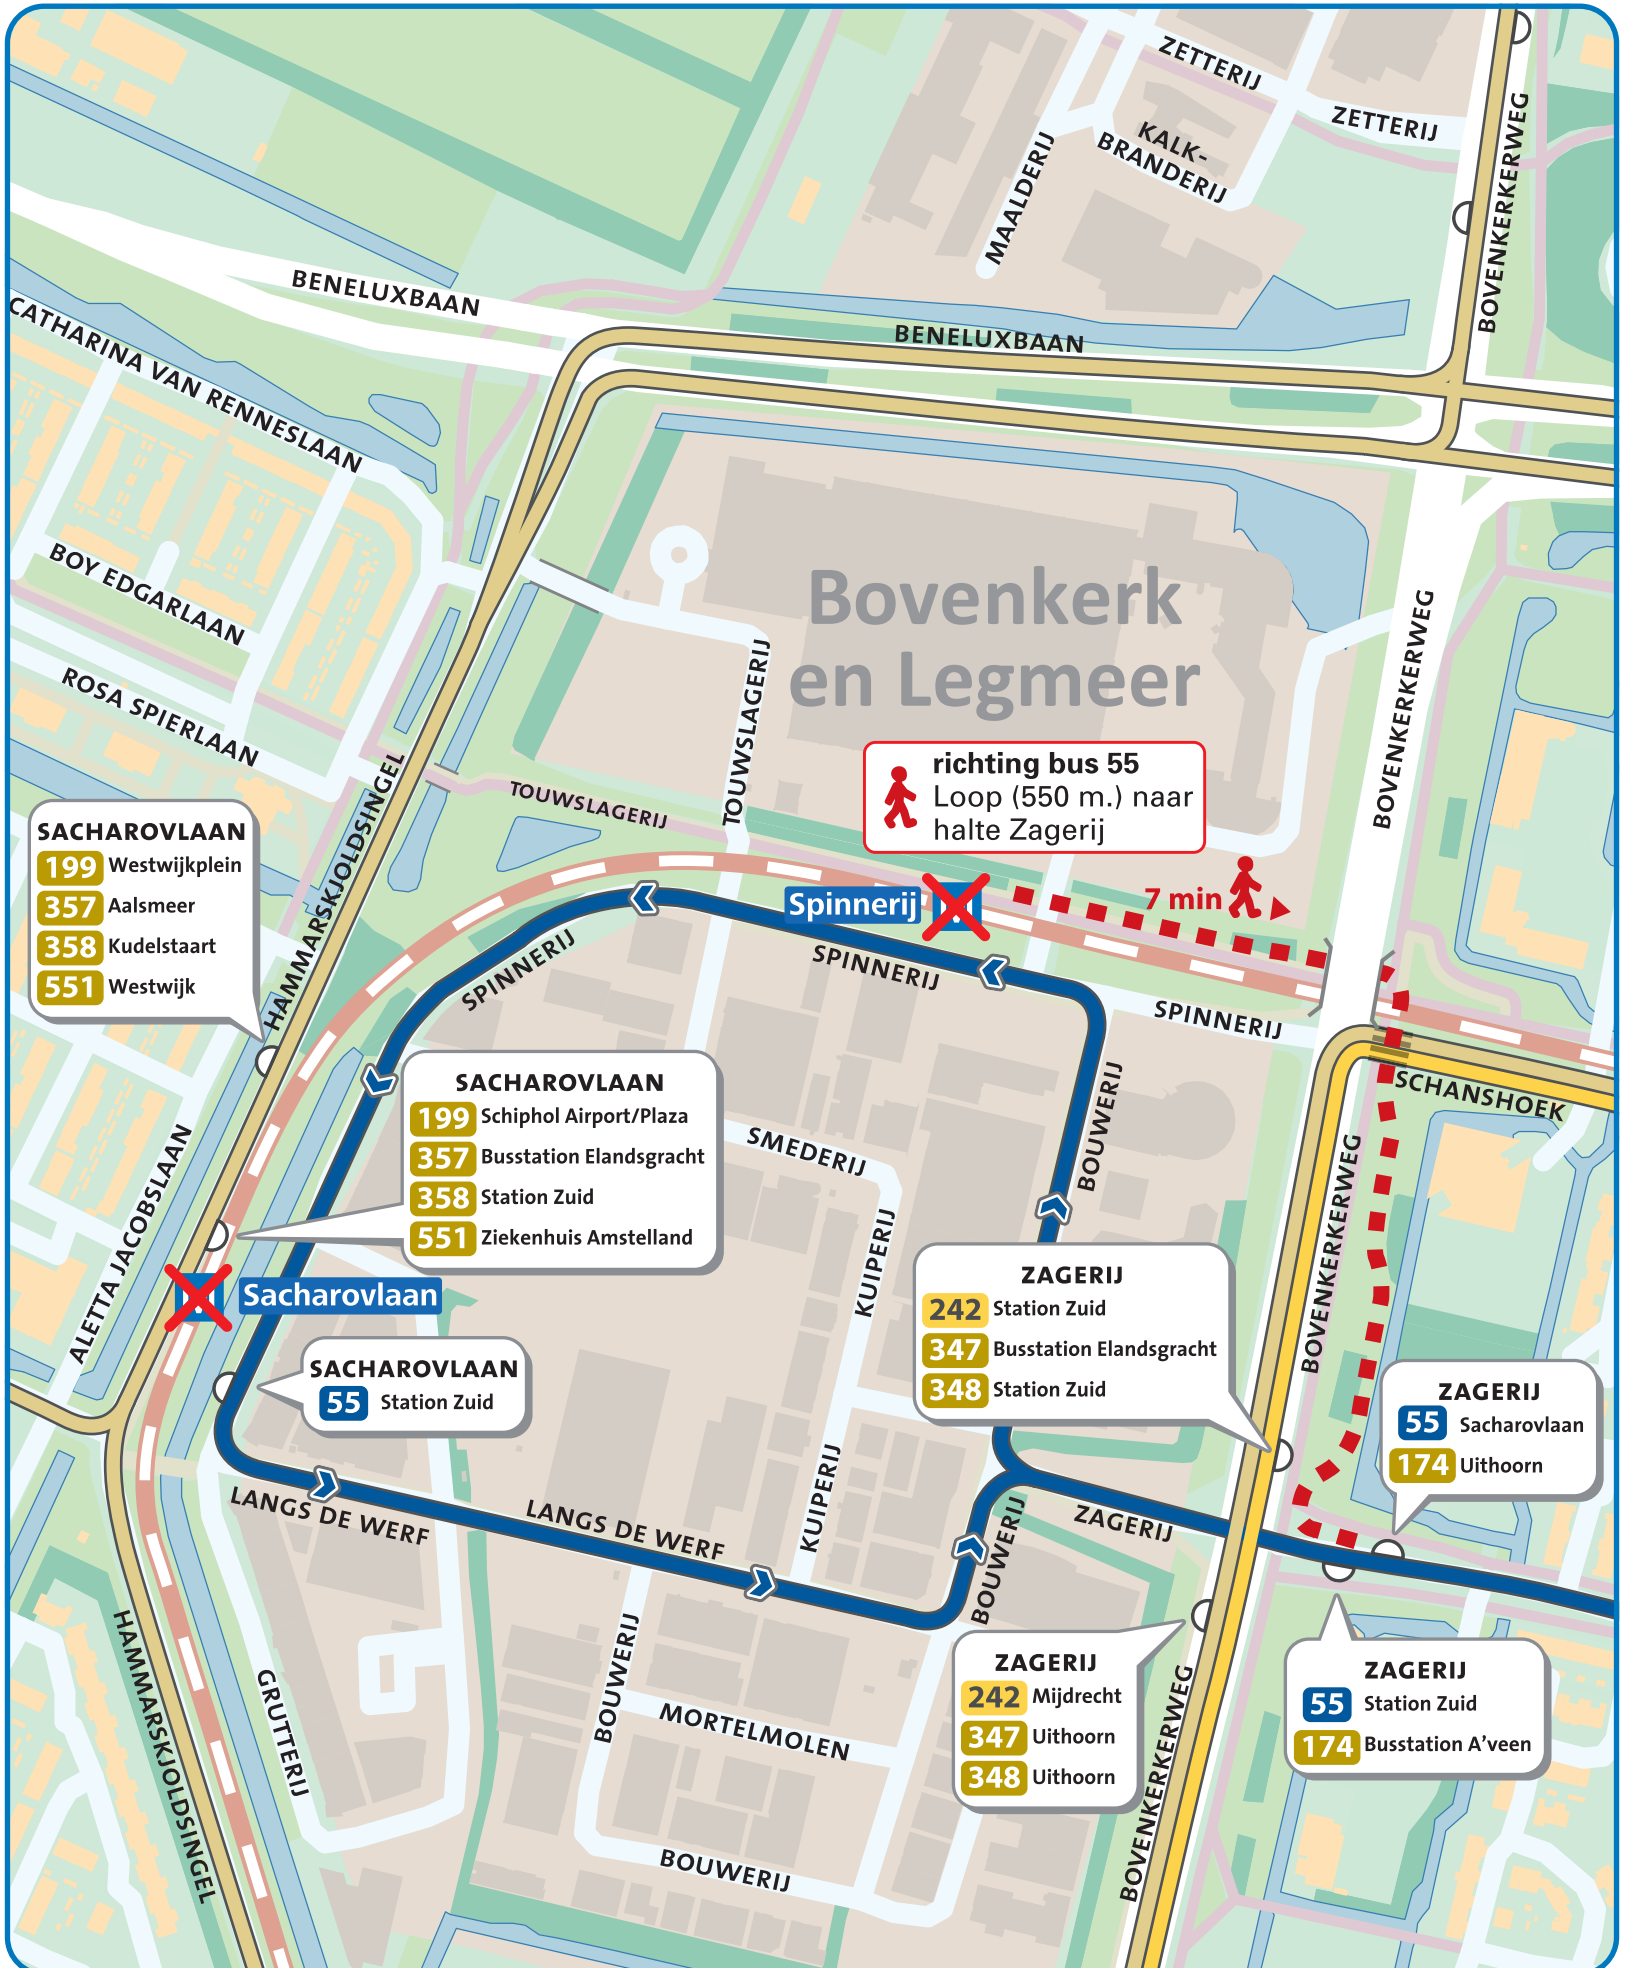 ZETTERIJ
ZETTERIJ
KALK-
BRANDERIJ
MAALDERIJ
BOVENKERKERWEG
BENELUXBAAN
BENELUXBAAN
CATHARINA VAN RENNESLAAN
BOY EDGARLAAN
ROSA SPIERLAAN
Bovenkerk
en Legmeer
BOVENKERKERWEG
TOUWSLAGERIJ
TOUWSLAGERIJ
HAMMARSKJOLDSINGEL
richting bus 55
Loop (550 m.) naar
halte Zagerij
7 min
SACHAROVLAAN
199 Westwijkplein
357 Aalsmeer
358 Kudelstaart
551 Westwijk
Spinnerij
SPINNERIJ
SPINNERIJ
SPINNERIJ
SCHANSHOEK
SACHAROVLAAN
199 Schiphol Airport/Plaza
357 Busstation Elandsgracht
358 Station Zuid
551 Ziekenhuis Amstelland
SMEDERIJ
BOUWERIJ
KUIPERIJ
ALETTA JACOBSLAAN
BOVENKERKERWEG
Sacharovlaan
ZAGERIJ
242 Station Zuid
347 Busstation Elandsgracht
348 Station Zuid
SACHAROVLAAN
55 Station Zuid
ZAGERIJ
55 Sacharovlaan
174 Uithoorn
LANGS DE WERF
LANGS DE WERF
KUIPERIJ
BOUWERIJ
ZAGERIJ
HAMMARSKJOLDSINGEL
GRUTTERIJ
BOUWERIJ
MORTELMOLEN
BOUWERIJ
ZAGERIJ
242 Mijdrecht
347 Uithoorn
348 Uithoorn
BOVENKERKERWEG
ZAGERIJ
55 Station Zuid
174 Busstation A'veen